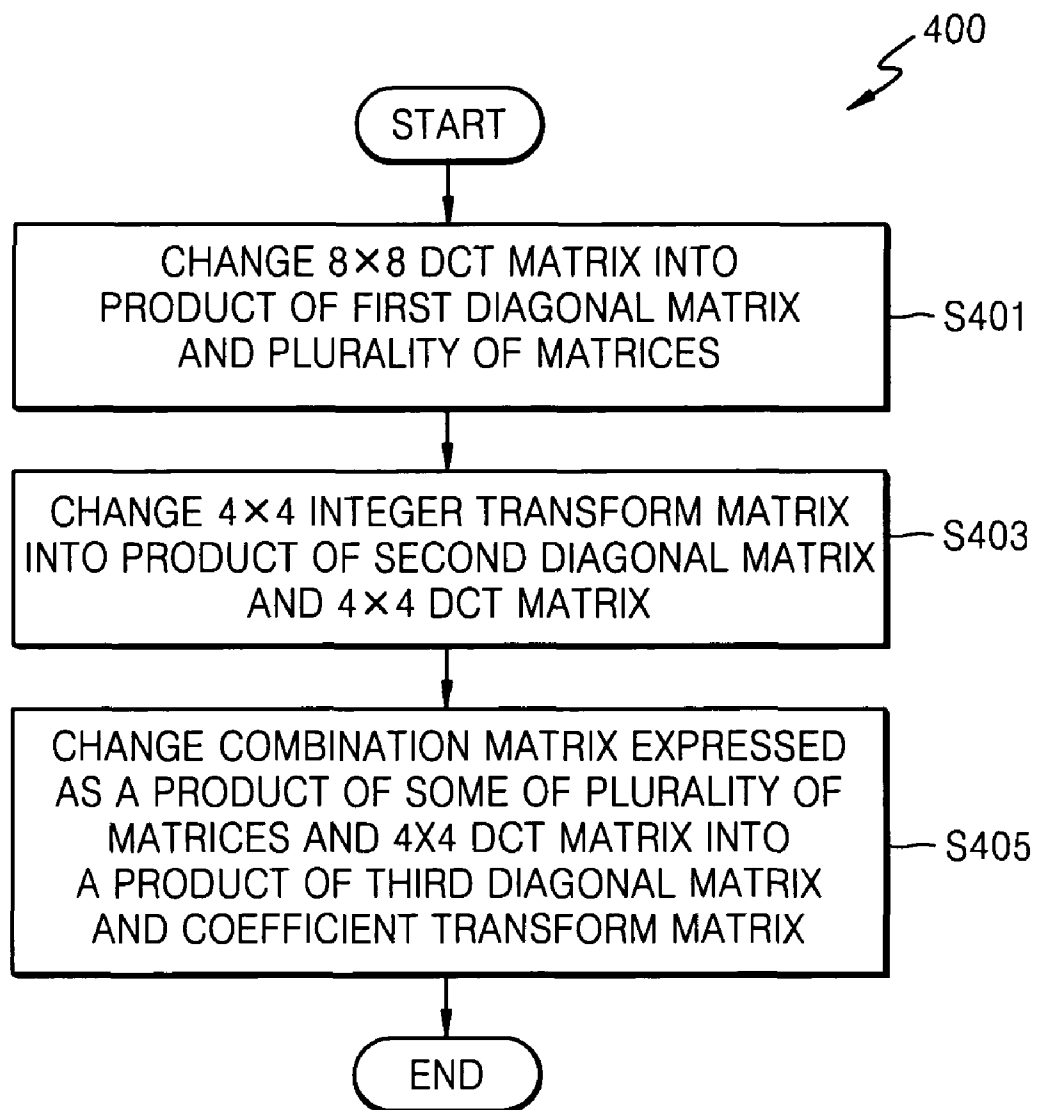 400
START
CHANGE 8×8 DCT MATRIX INTO
PRODUCT OF FIRST DIAGONAL MATRIX
AND PLURALITY OF MATRICES
S401
CHANGE 4×4 INTEGER TRANSFORM MATRIX
INTO PRODUCT OF SECOND DIAGONAL MATRIX
AND 4×4 DCT MATRIX
S403
CHANGE COMBINATION MATRIX EXPRESSED
AS A PRODUCT OF SOME OF PLURALITY OF
MATRICES AND 4X4 DCT MATRIX INTO
A PRODUCT OF THIRD DIAGONAL MATRIX
AND COEFFICIENT TRANSFORM MATRIX
S405
END